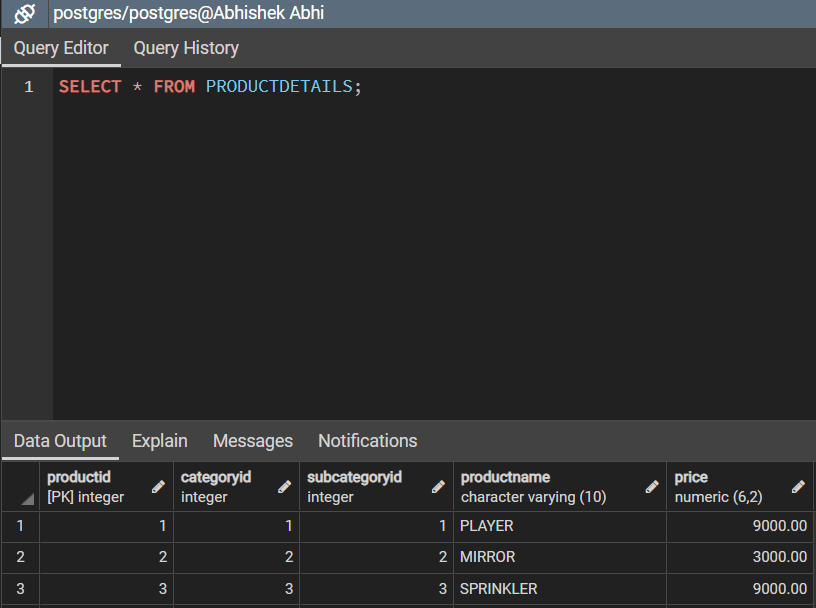 postgres/postgres@Abhishek Abhi
Query Editor Query History
1 SELECT * FROM PRODUCTDETAILS;
Data Output Explain Messages Notifications
productid categoryid subcategoryid productname price
[PK] integer integer integer character varying (10) numeric (6,2)
1 1 1 1 PLAYER 9000.00
2 2 2 2 MIRROR 3000.00
3 3 3 3 SPRINKLER 9000.00